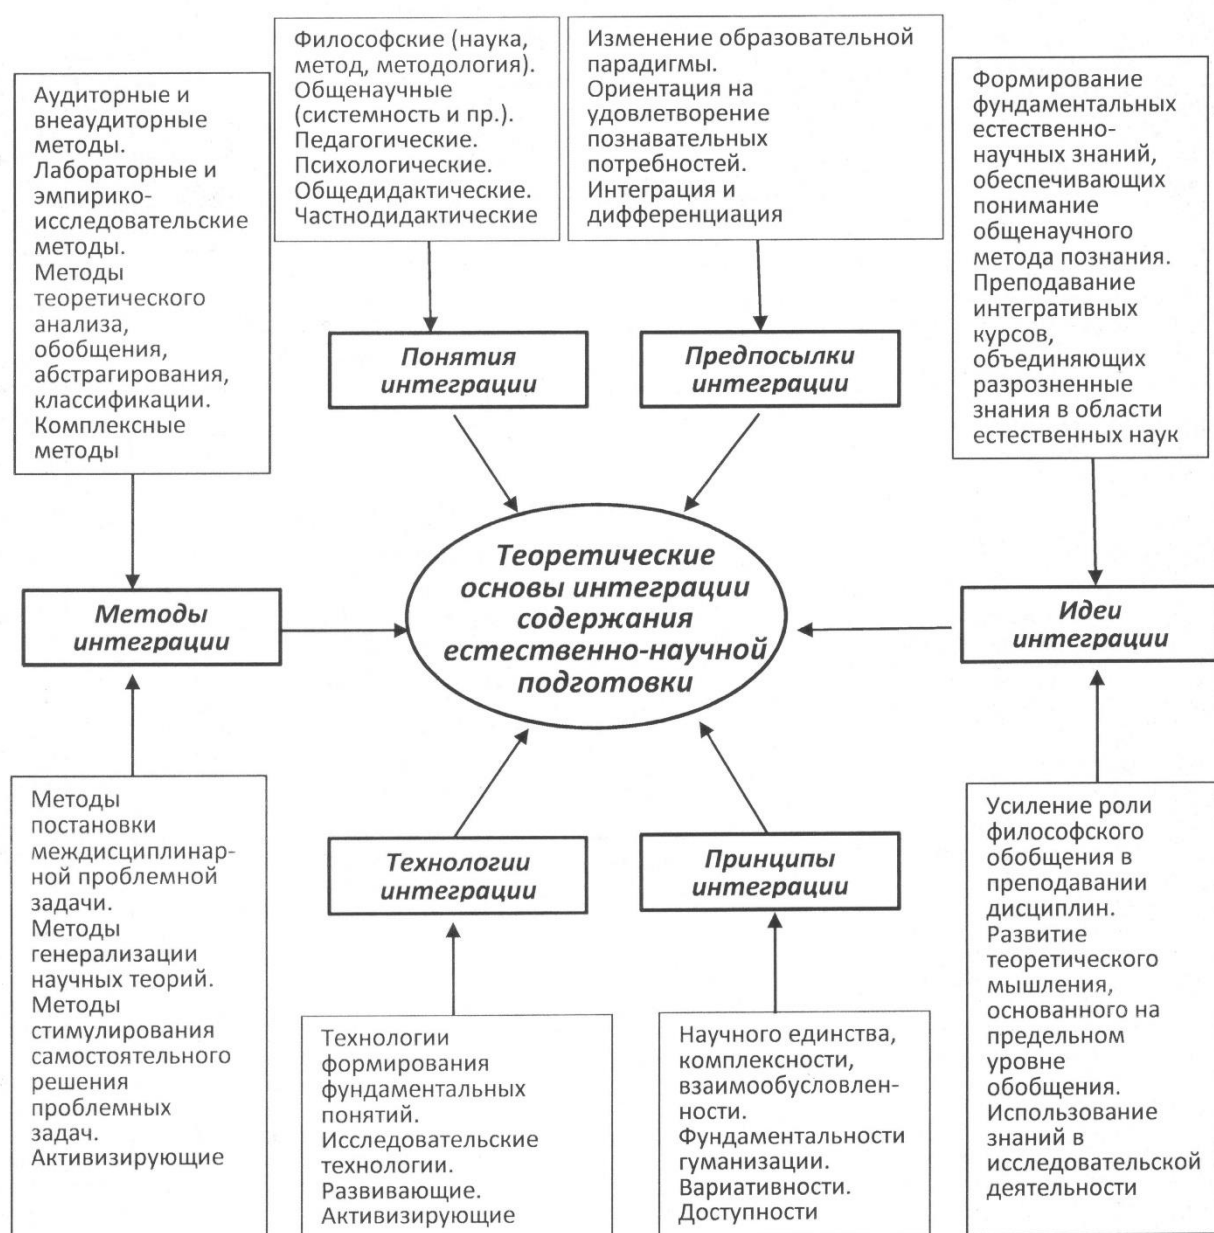 Философские (наука,
метод, методология).
Общенаучные
(системность и пр.).
Педагогические.
Психологические.
Общедидактические.
Частнодидактические
Изменение образовательной
парадигмы.
Ориентация на
удовлетворение
познавательных
потребностей.
Интеграция и
дифференциация
Аудиторные и
внеаудиторные
методы.
Лабораторные и
эмпирико-
исследовательские
методы.
Методы
теоретического
анализа,
обобщения,
абстрагирования,
классификации.
Комплексные
методы
Формирование
фундаментальных
естественно-
научных знаний,
обеспечивающих
понимание
общенаучного
метода познания.
Преподавание
интегративных
курсов,
объединяющих
разрозненные
знания в области
естественных наук
Понятия
интеграции
Предпосылки
интеграции
Методы
интеграции
Теоретические
основы интеграции
содержания
естественно-научной
подготовки
Идеи
интеграции
Технологии
интеграции
Принципы
интеграции
Методы
постановки
междисциплинар-
ной проблемной
задачи.
Методы
генерализации
научных теорий.
Методы
стимулирования
самостоятельного
решения
проблемных
задач.
Активизирующие
Технологии
формирования
фундаментальных
понятий.
Исследовательские
технологии.
Развивающие.
Активизирующие
Научного единства,
комплексности,
взаимообусловлен-
ности.
Фундаментальности
гуманизации.
Вариативности.
Доступности
Усиление роли
философского
обобщения в
преподавании
дисциплин.
Развитие
теоретического
мышления,
основанного на
предельном
уровне
обобщения.
Использование
знаний в
исследовательской
деятельности